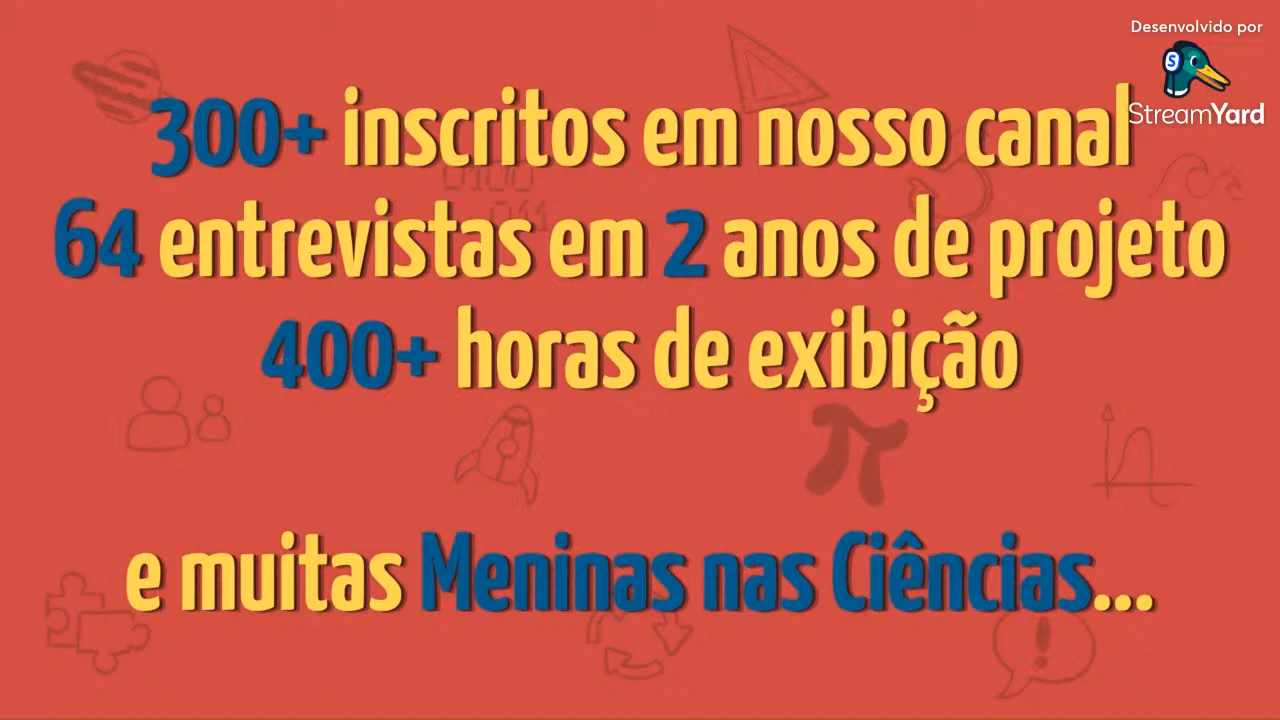 Desenvolvido por
StreamYard
300+ inscritos em nosso canal
64 entrevistas em 2 anos de projeto
400+ horas de exibição
e muitas Meninas nas Ciências...